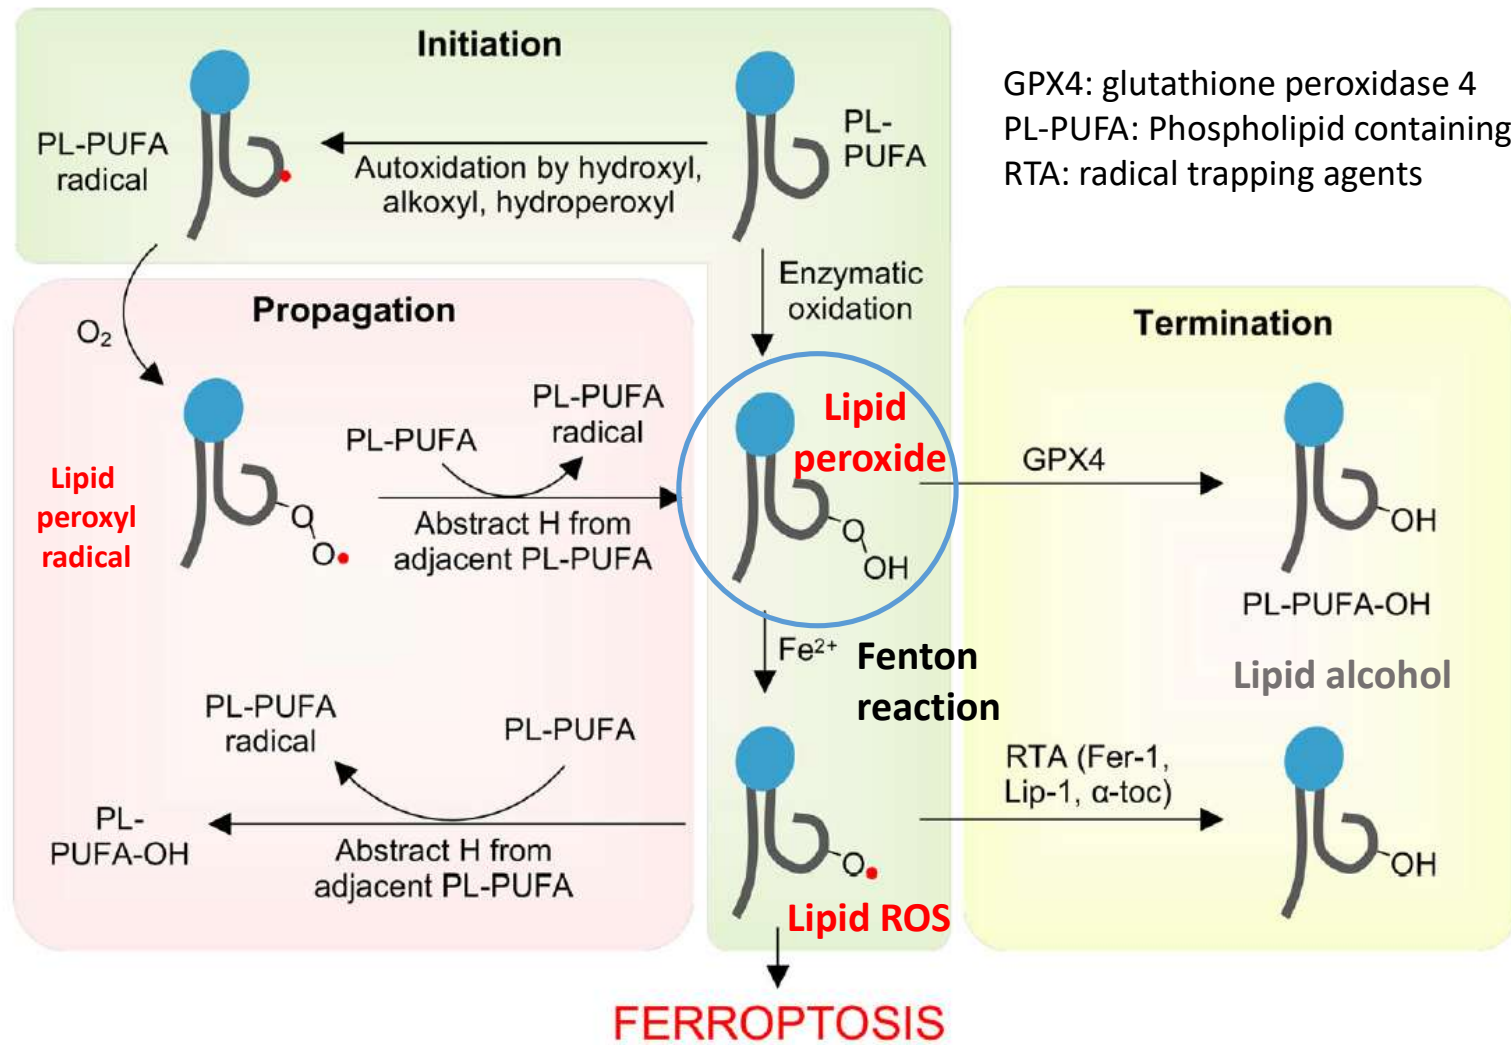 Initiation
PL-PUFA
radical
Autoxidation by hydroxyl,
alkoxyl, hydroperoxyl
PL-
PUFA
GPX4: glutathione peroxidase 4
PL-PUFA: Phospholipid containing
RTA: radical trapping agents
Enzymatic
oxidation
O₂
Propagation
Lipid
peroxyl
radical
O
O
PL-PUFA
PL-PUFA
radical
Abstract H from
adjacent PL-PUFA
Lipid
peroxide
O
OH
Termination
GPX4
OH
PL-PUFA-OH
Lipid alcohol
Fe²⁺
Fenton
reaction
PL-PUFA
radical
PL-PUFA
PL-
PUFA-OH
Abstract H from
adjacent PL-PUFA
O
Lipid ROS
RTA (Fer-1,
Lip-1, α-toc)
OH
FERROPTOSIS